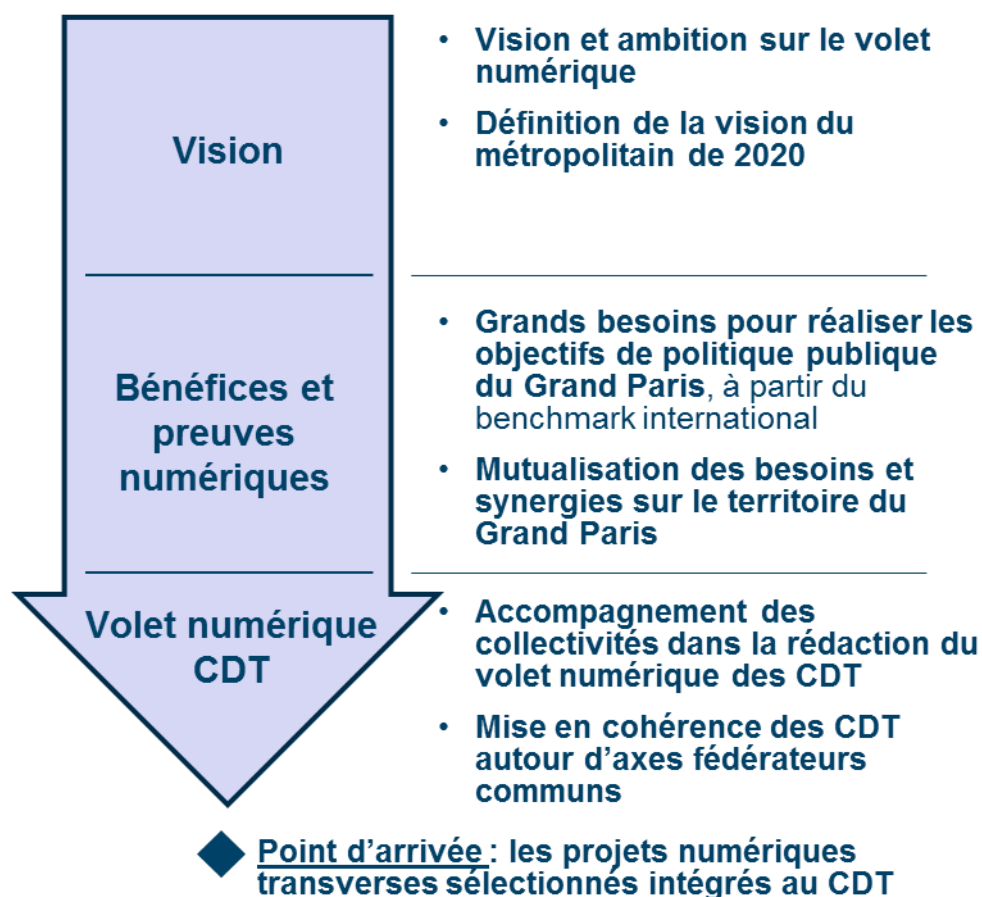 Vision
• Vision et ambition sur le volet
numérique
• Définition de la vision du
métropolitain de 2020
Bénéfices et
preuves
numériques
• Grands besoins pour réaliser les
objectifs de politique publique
du Grand Paris, à partir du
benchmark international
• Mutualisation des besoins et
synergies sur le territoire du
Grand Paris
Volet numérique
CDT
• Accompagnement des
collectivités dans la rédaction du
volet numérique des CDT
• Mise en cohérence des CDT
autour d’axes fédérateurs
communs
Point d’arrivée : les projets numériques
transverses sélectionnés intégrés au CDT